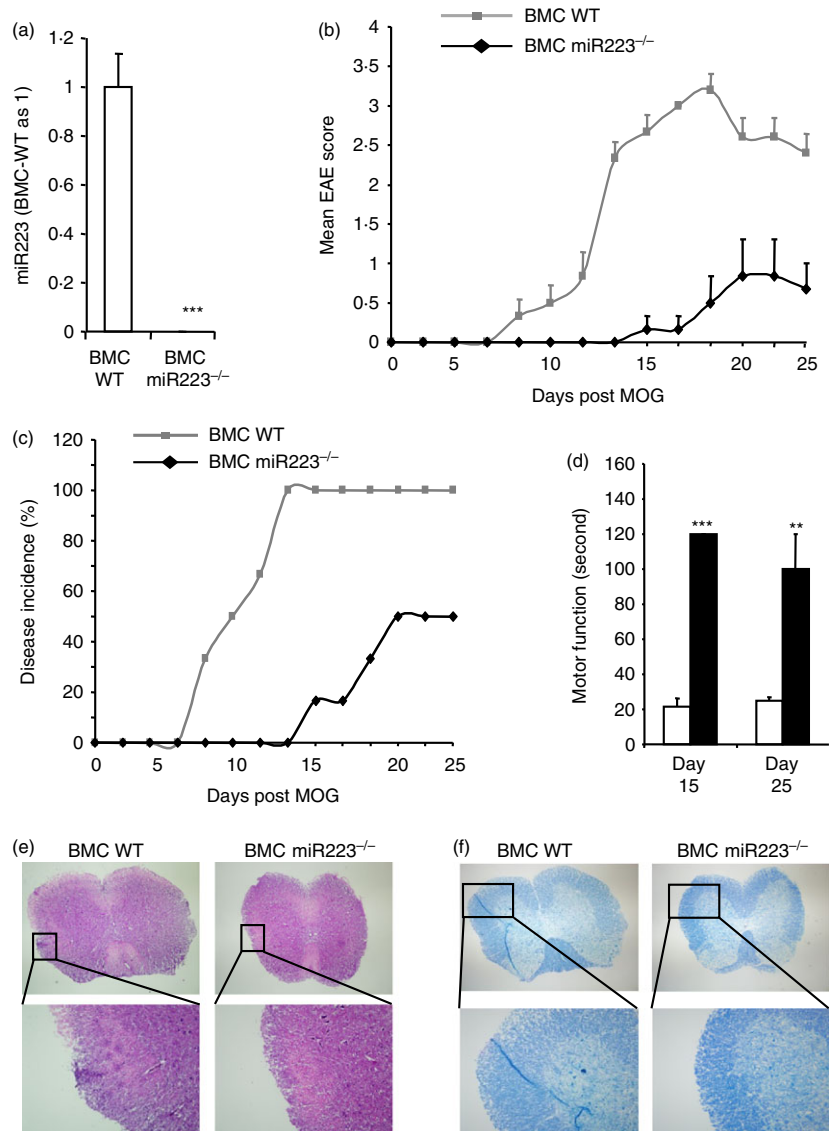 (a)
1·2
1
0·8
0·6
0·4
0·2
0
miR223 (BMC-WT as 1)
***
BMC WT
BMC miR223–/–
(b)
BMC WT
BMC miR223–/–
4
3·5
3
2·5
2
1·5
1
0·5
0
Mean EAE score
0 5 10 15 20 25
Days post MOG
(c)
BMC WT
BMC miR223–/–
120
100
80
60
40
20
0
Disease incidence (%)
0 5 10 15 20 25
Days post MOG
(d)
160
140
120
100
80
60
40
20
0
Motor function (second)
***
**
Day 15
Day 25
(e)
BMC WT
BMC miR223–/–
(f)
BMC WT
BMC miR223–/–